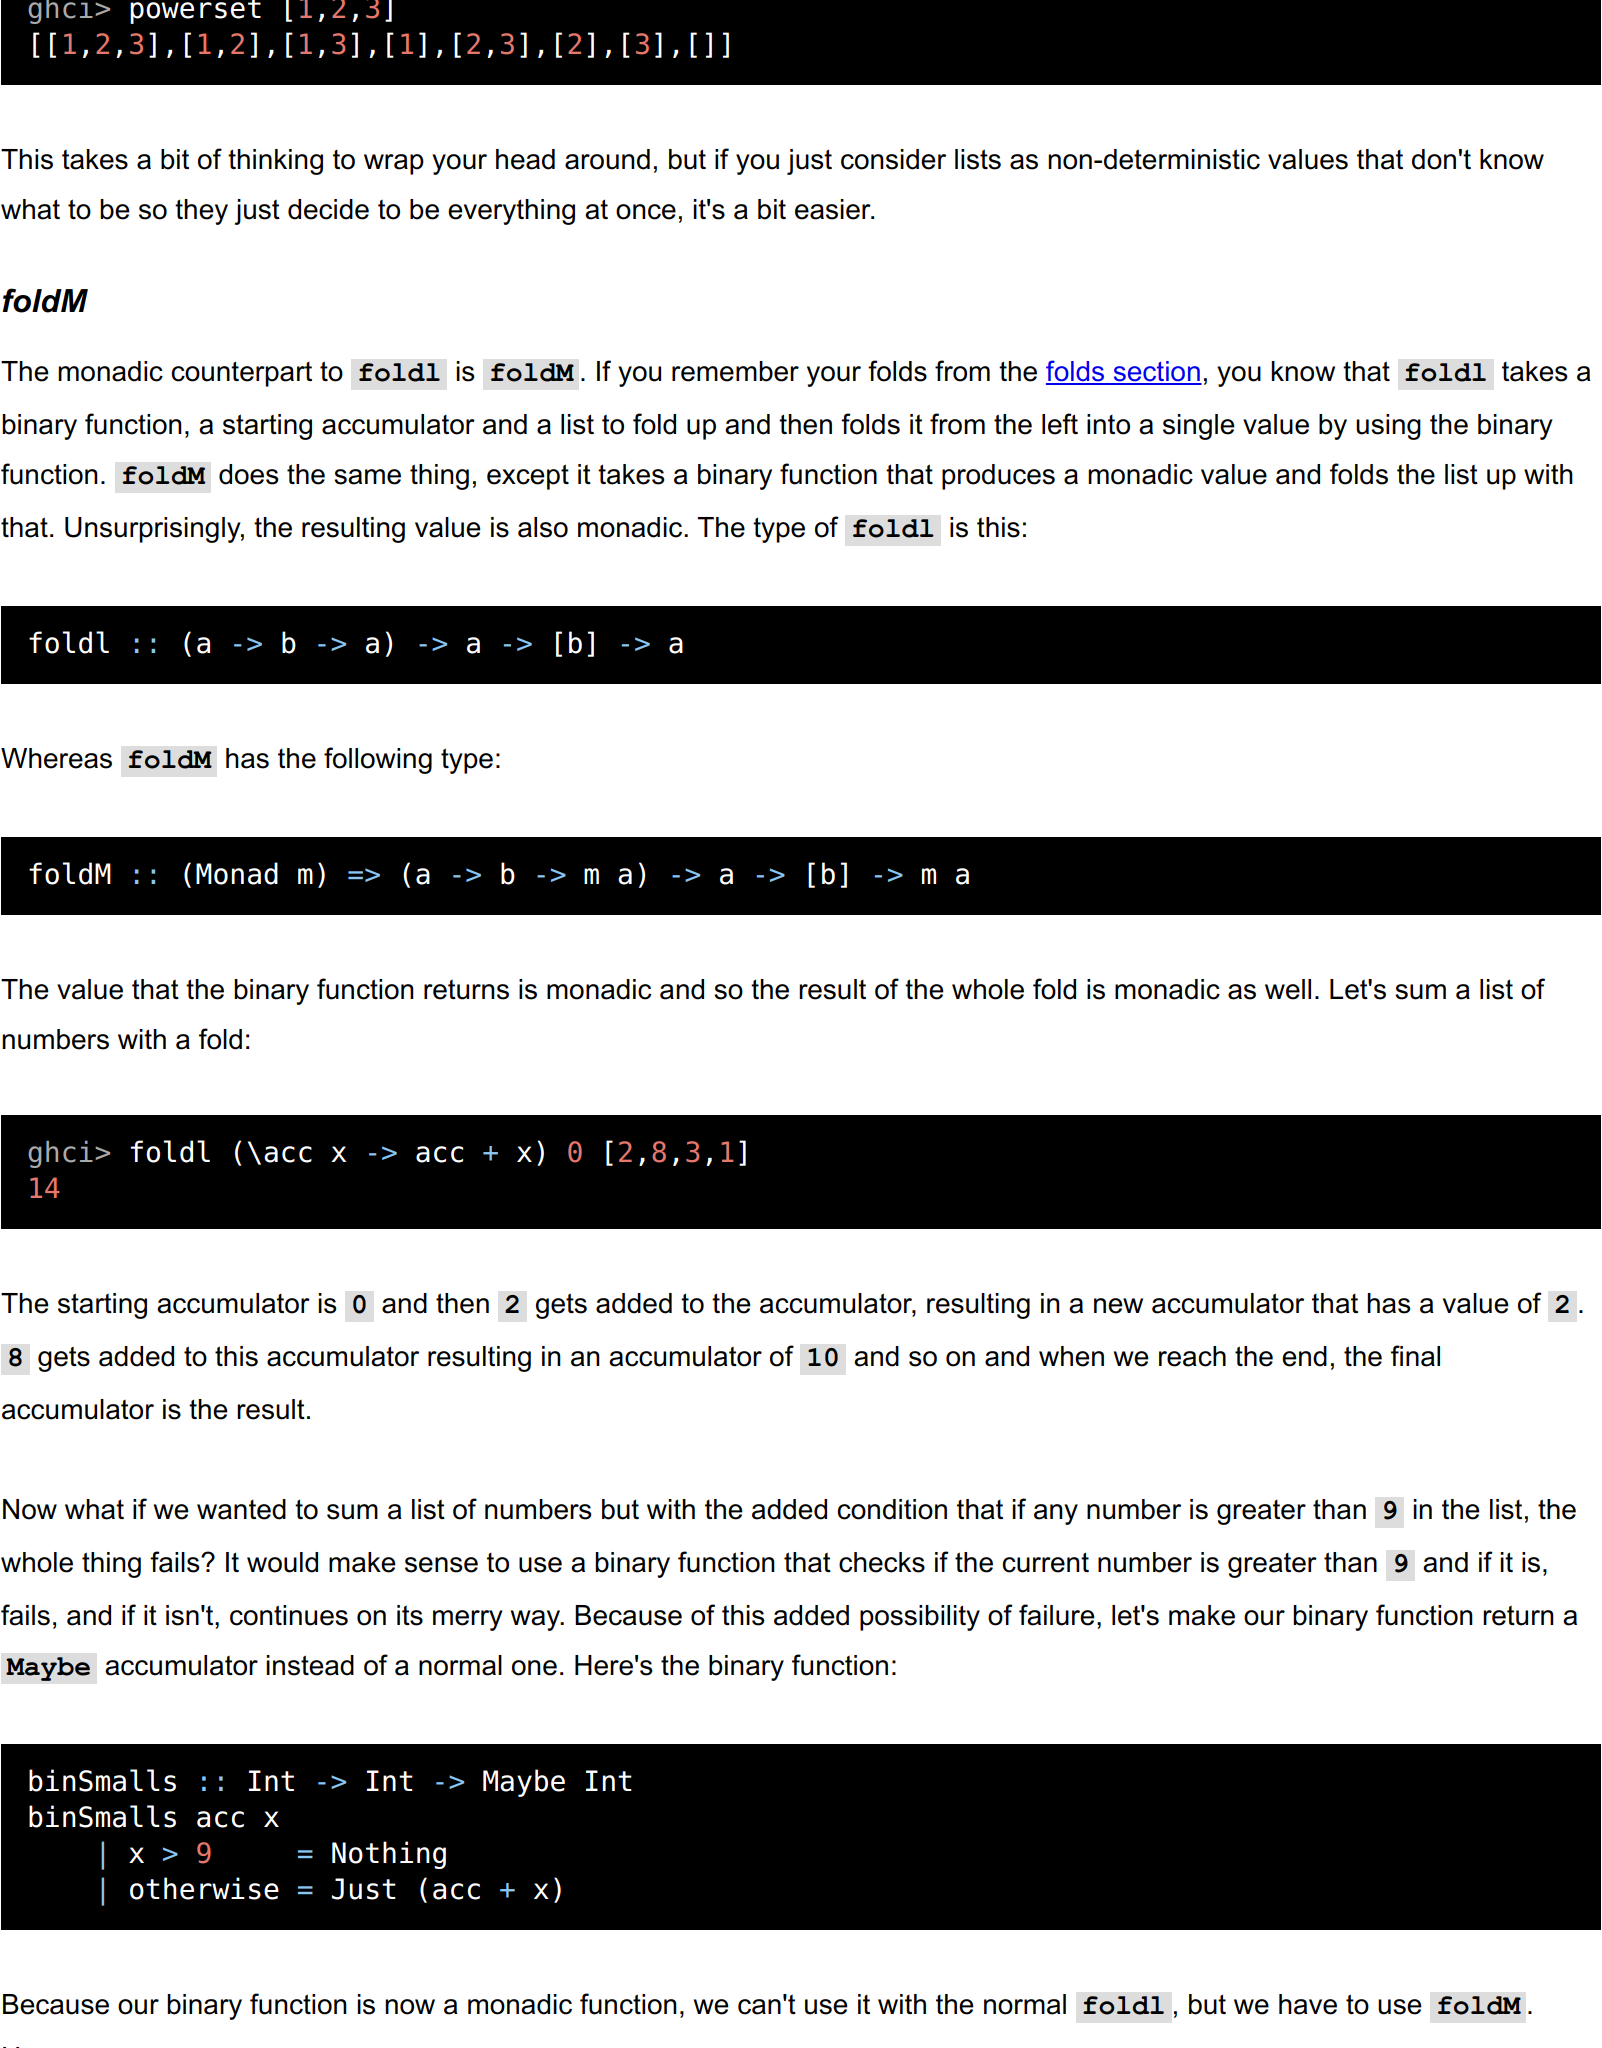 ghci> powerset [1,2,3]
[[1,2,3],[1,2],[1,3],[1],[2,3],[2],[3],[]]
This takes a bit of thinking to wrap your head around, but if you just consider lists as non-deterministic values that don't know
what to be so they just decide to be everything at once, it's a bit easier.
foldM
The monadic counterpart to foldl is foldM. If you remember your folds from the folds section, you know that foldl takes a
binary function, a starting accumulator and a list to fold up and then folds it from the left into a single value by using the binary
function. foldM does the same thing, except it takes a binary function that produces a monadic value and folds the list up with
that. Unsurprisingly, the resulting value is also monadic. The type of foldl is this:
foldl :: (a -> b -> a) -> a -> [b] -> a
Whereas foldM has the following type:
foldM :: (Monad m) => (a -> b -> m a) -> a -> [b] -> m a
The value that the binary function returns is monadic and so the result of the whole fold is monadic as well. Let's sum a list of
numbers with a fold:
ghci> foldl (\acc x -> acc + x) 0 [2,8,3,1]
14
The starting accumulator is 0 and then 2 gets added to the accumulator, resulting in a new accumulator that has a value of 2.
8 gets added to this accumulator resulting in an accumulator of 10 and so on and when we reach the end, the final
accumulator is the result.
Now what if we wanted to sum a list of numbers but with the added condition that if any number is greater than 9 in the list, the
whole thing fails? It would make sense to use a binary function that checks if the current number is greater than 9 and if it is,
fails, and if it isn't, continues on its merry way. Because of this added possibility of failure, let's make our binary function return a
Maybe accumulator instead of a normal one. Here's the binary function:
binSmalls :: Int -> Int -> Maybe Int
binSmalls acc x
    | x > 9     = Nothing
    | otherwise = Just (acc + x)
Because our binary function is now a monadic function, we can't use it with the normal foldl, but we have to use foldM.